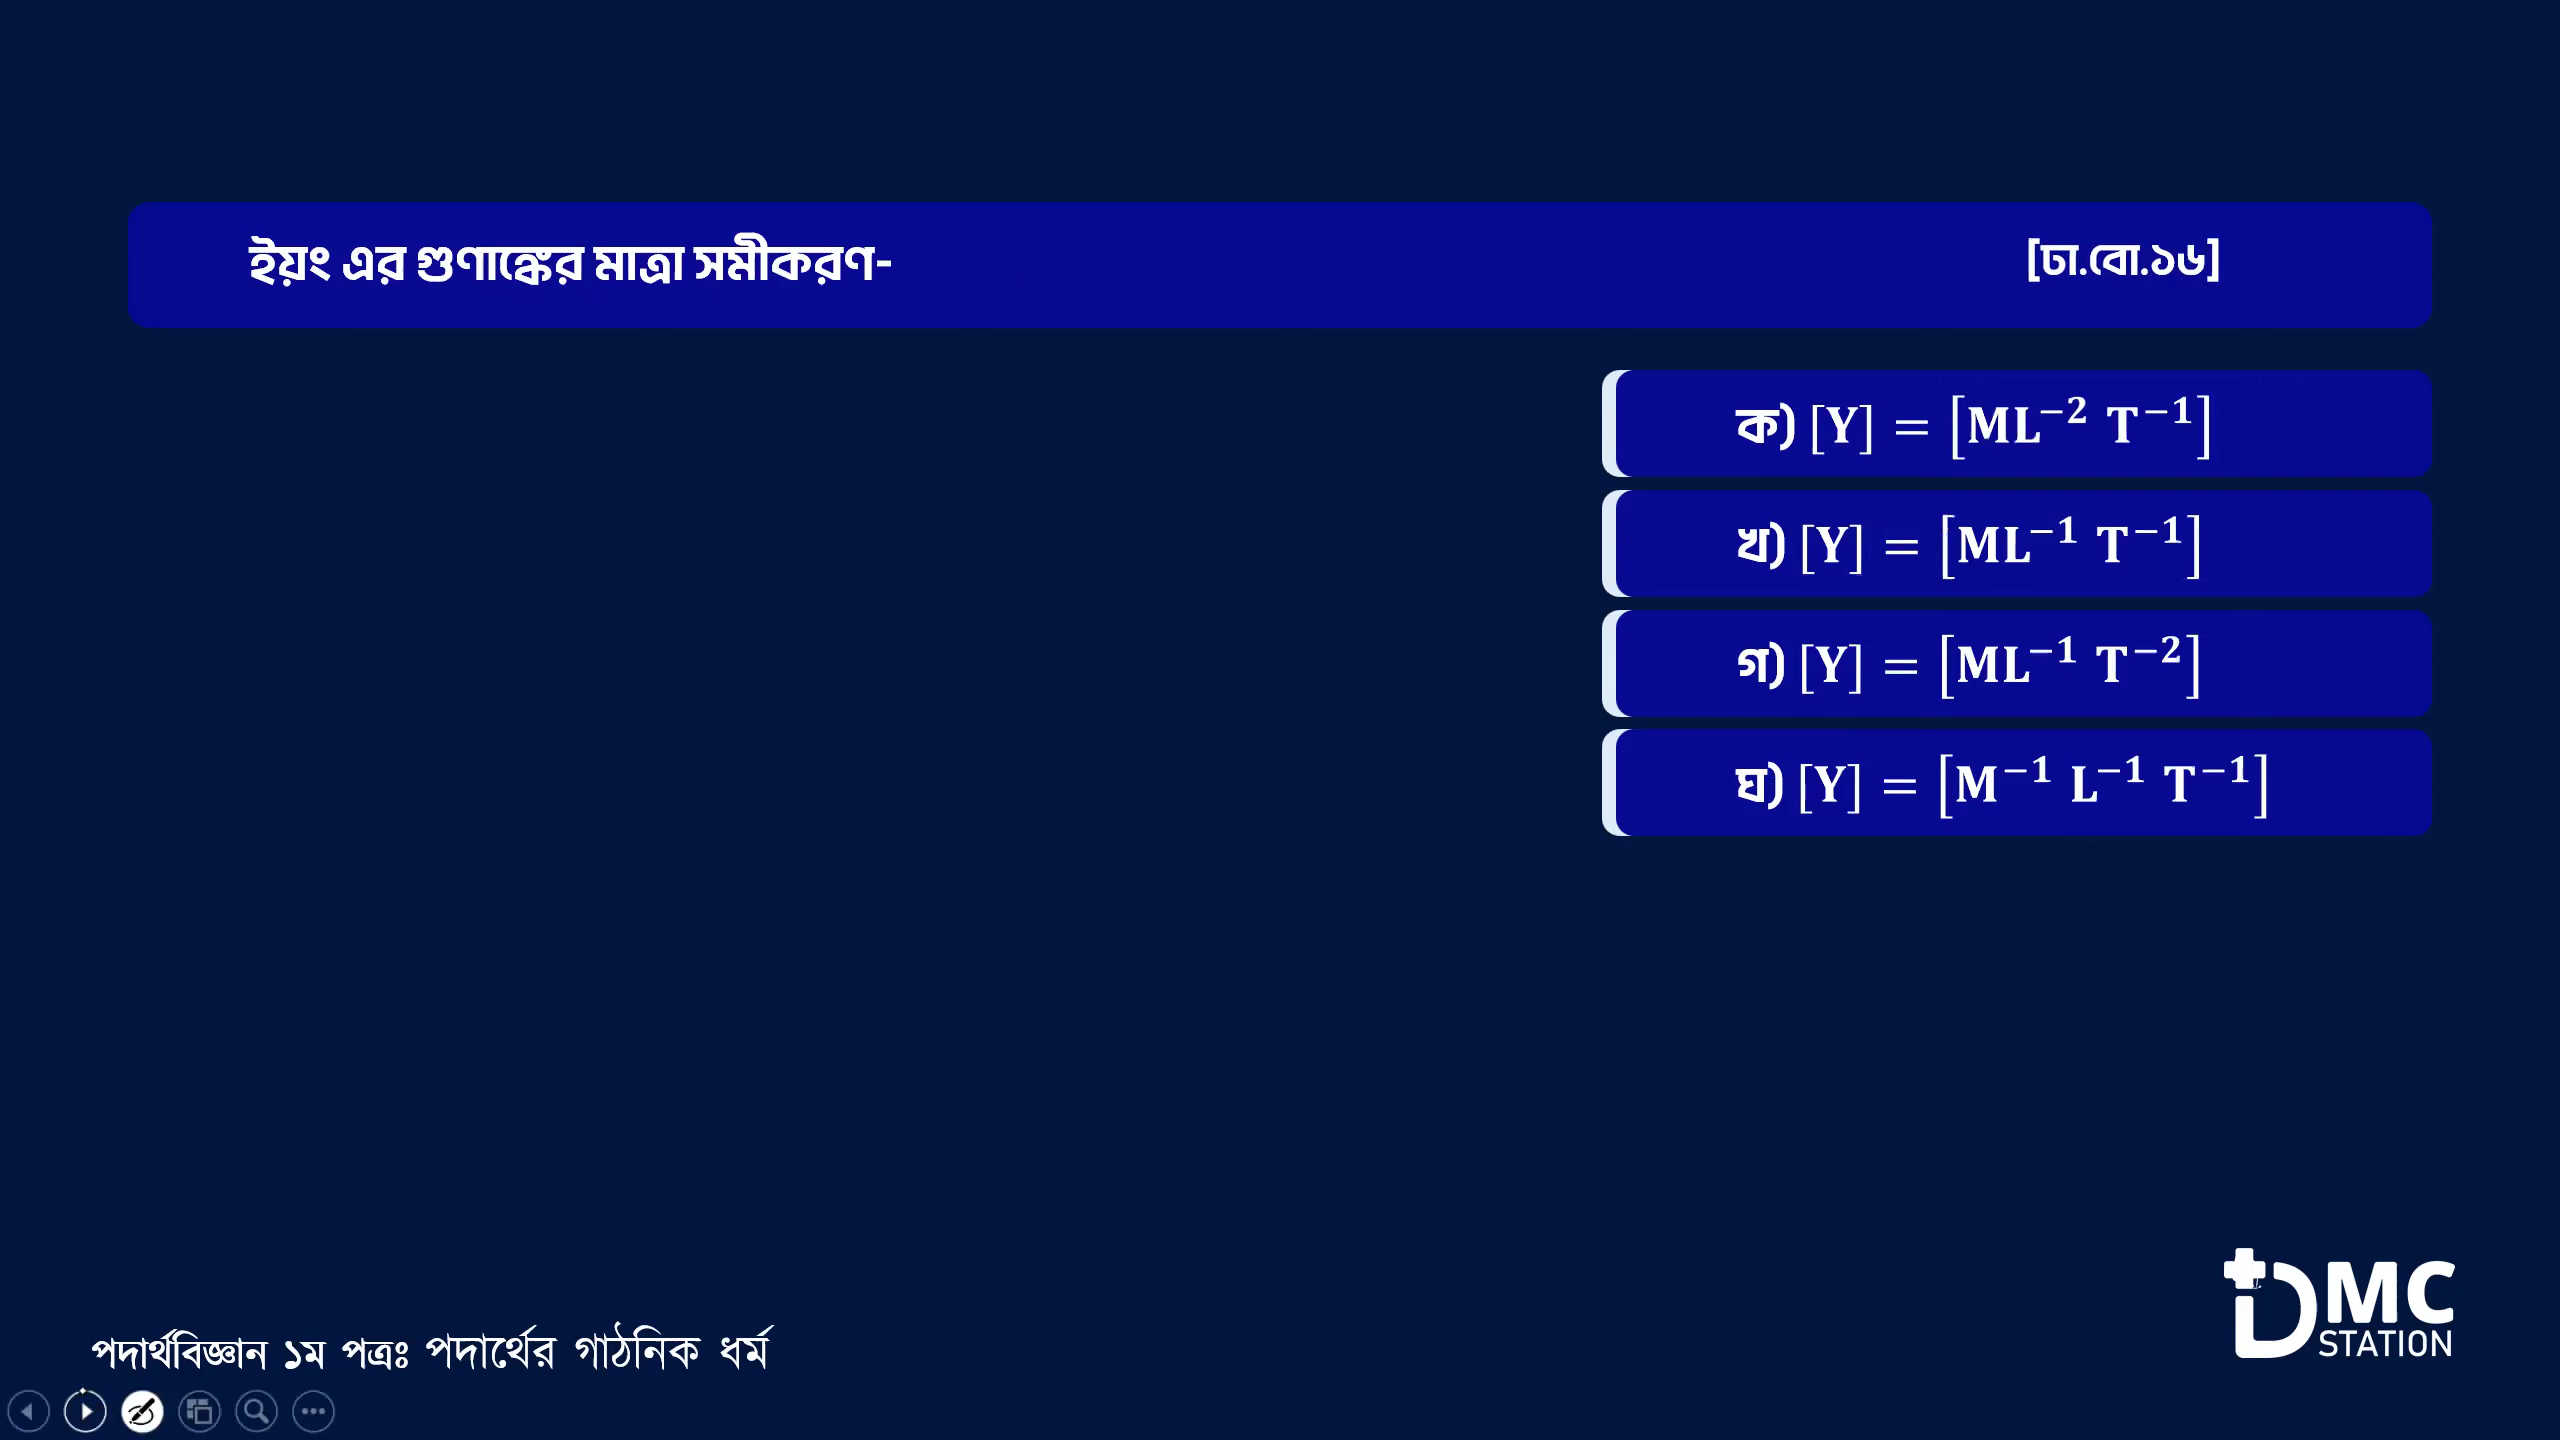 ইয়ং এর গুণাঙ্কের মাত্রা সমীকরণ- [ঢা.বো.১৬]
ক) [Y] = [ML⁻² T⁻¹]
খ) [Y] = [ML⁻¹ T⁻¹]
গ) [Y] = [ML⁻¹ T⁻²]
ঘ) [Y] = [M⁻¹ L⁻¹ T⁻¹]
DMC
STATION
পদার্থবিজ্ঞান ১ম পত্রঃ পদার্থের গাঠনিক ধর্ম